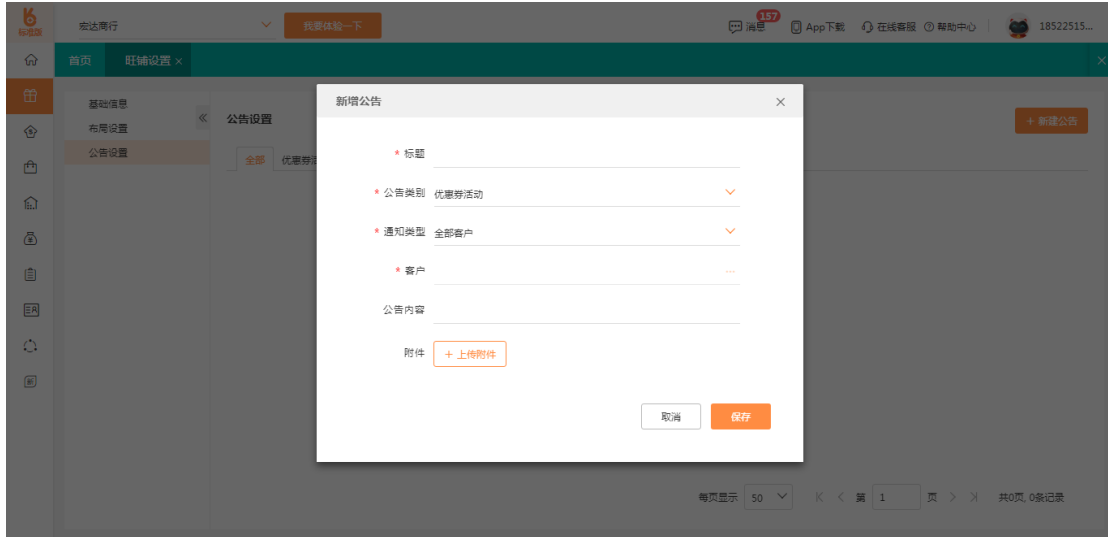 标准版
宏达商行
我要体验一下
157
消息
App下载
在线客服
帮助中心
18522515...
首页
旺铺设置 ×
基础信息
布局设置
公告设置
公告设置
+ 新建公告
全部
优惠券活
新增公告
* 标题
* 公告类别 优惠券活动
* 通知类型 全部客户
* 客户 ...
公告内容
附件 + 上传附件
取消 保存
每页显示 50 第 1 页 共0页, 0条记录